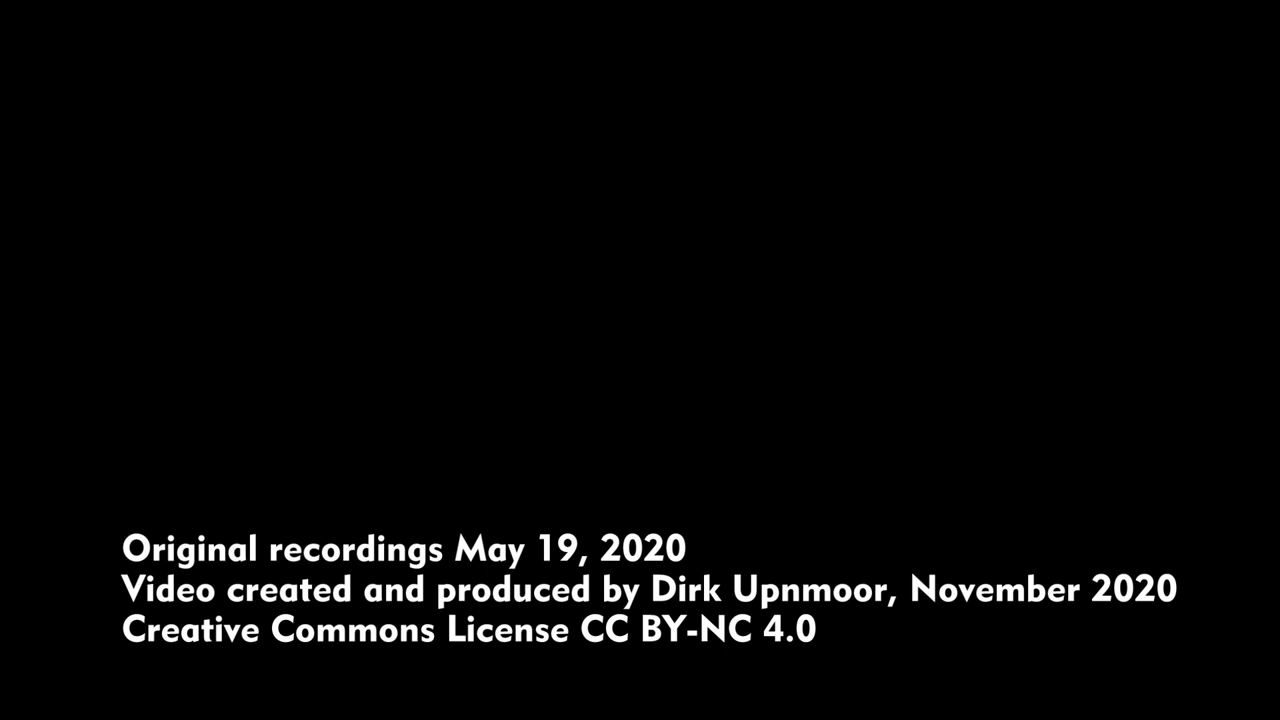 Original recordings May 19, 2020
Video created and produced by Dirk Upnmoor, November 2020
Creative Commons License CC BY-NC 4.0